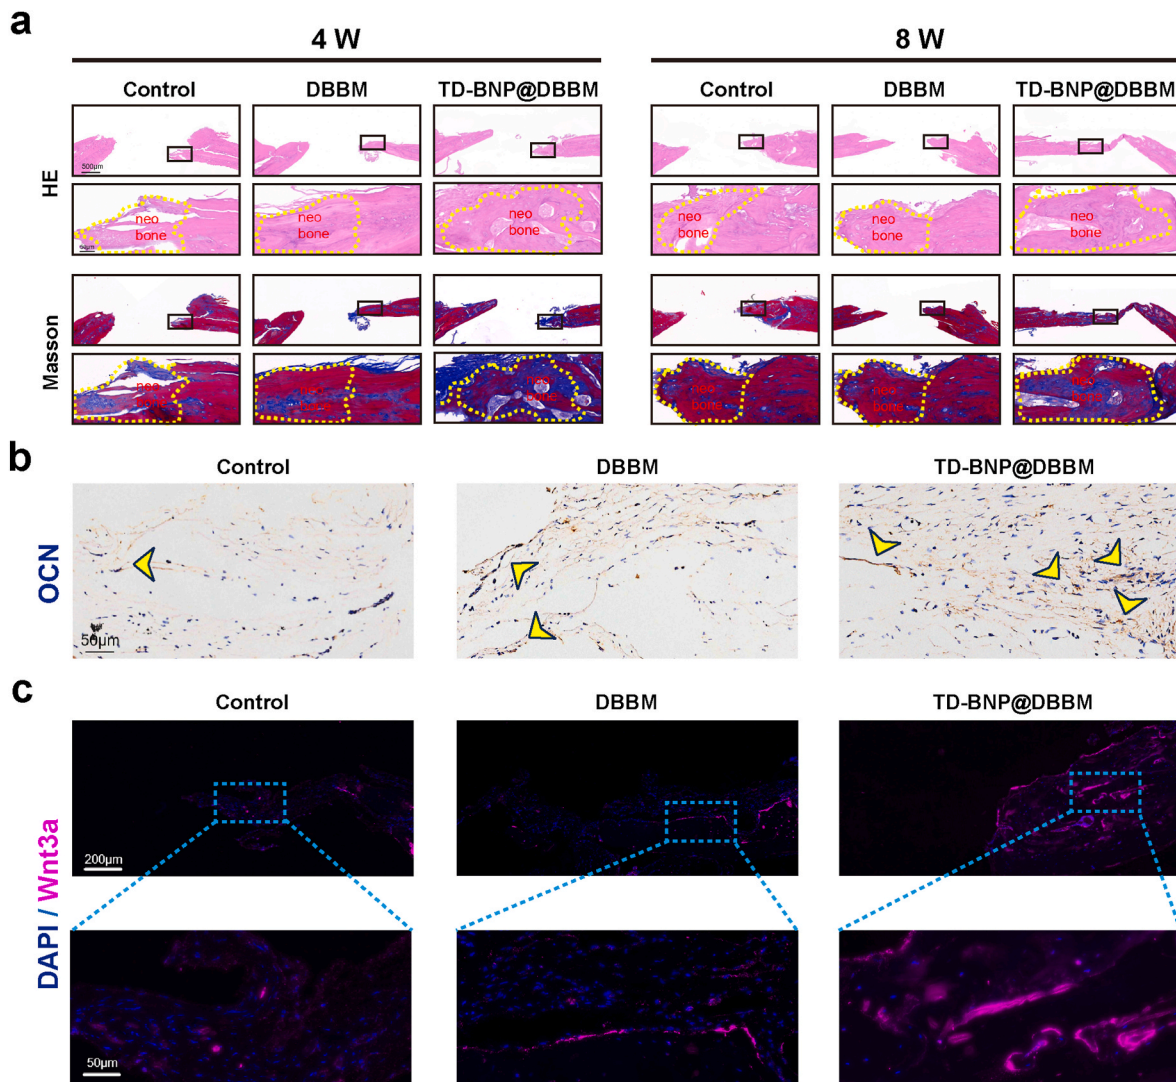 a
4 W
8 W
Control
DBBM
TD-BNP@DBBM
Control
DBBM
TD-BNP@DBBM
HE
500μm
neo
bone
neo
bone
neo
bone
neo
bone
neo
bone
neo
bone
Masson
neo
bone
neo
bone
neo
bone
neo
bone
neo
bone
neo
bone
b
Control
DBBM
TD-BNP@DBBM
OCN
50μm
c
Control
DBBM
TD-BNP@DBBM
DAPI / Wnt3a
200μm
50μm